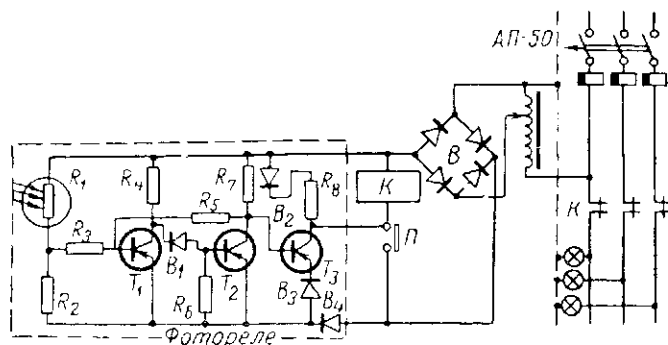 АП-50
R₁
R₄
R₇
B₂
R₈
B
К
R₃
R₅
B₁
T₁
T₂
T₃
П
К
R₂
R₆
B₃
B₄
Фотореле